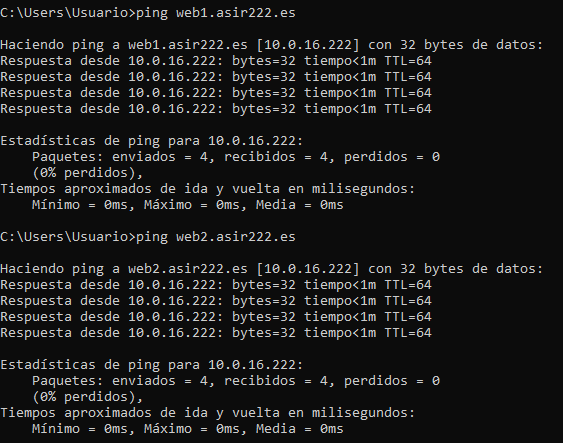 C:\Users\Usuario>ping web1.asir222.es
Haciendo ping a web1.asir222.es [10.0.16.222] con 32 bytes de datos:
Respuesta desde 10.0.16.222: bytes=32 tiempo<1m TTL=64
Respuesta desde 10.0.16.222: bytes=32 tiempo<1m TTL=64
Respuesta desde 10.0.16.222: bytes=32 tiempo<1m TTL=64
Respuesta desde 10.0.16.222: bytes=32 tiempo<1m TTL=64
Estadísticas de ping para 10.0.16.222:
    Paquetes: enviados = 4, recibidos = 4, perdidos = 0
    (0% perdidos),
Tiempos aproximados de ida y vuelta en milisegundos:
    Mínimo = 0ms, Máximo = 0ms, Media = 0ms
C:\Users\Usuario>ping web2.asir222.es
Haciendo ping a web2.asir222.es [10.0.16.222] con 32 bytes de datos:
Respuesta desde 10.0.16.222: bytes=32 tiempo<1m TTL=64
Respuesta desde 10.0.16.222: bytes=32 tiempo<1m TTL=64
Respuesta desde 10.0.16.222: bytes=32 tiempo<1m TTL=64
Respuesta desde 10.0.16.222: bytes=32 tiempo<1m TTL=64
Estadísticas de ping para 10.0.16.222:
    Paquetes: enviados = 4, recibidos = 4, perdidos = 0
    (0% perdidos),
Tiempos aproximados de ida y vuelta en milisegundos:
    Mínimo = 0ms, Máximo = 0ms, Media = 0ms